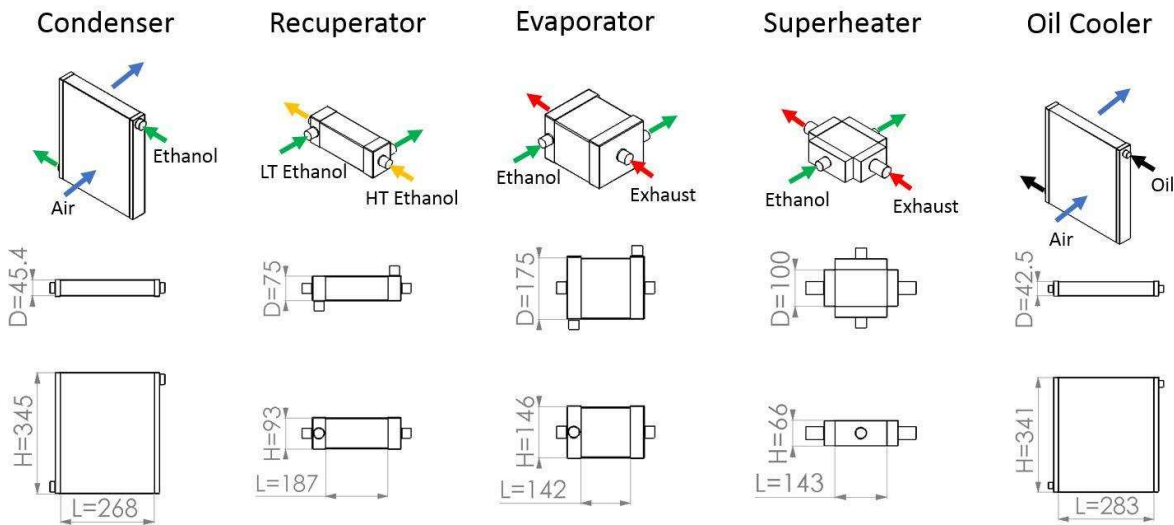 Condenser
Recuperator
Evaporator
Superheater
Oil Cooler
Ethanol
Air
LT Ethanol
HT Ethanol
Ethanol
Exhaust
Ethanol
Exhaust
Oil
Air
D=45.4
D=75
D=175
D=100
D=42.5
H=345
H=93
H=146
H=66
H=341
L=268
L=187
L=142
L=143
L=283